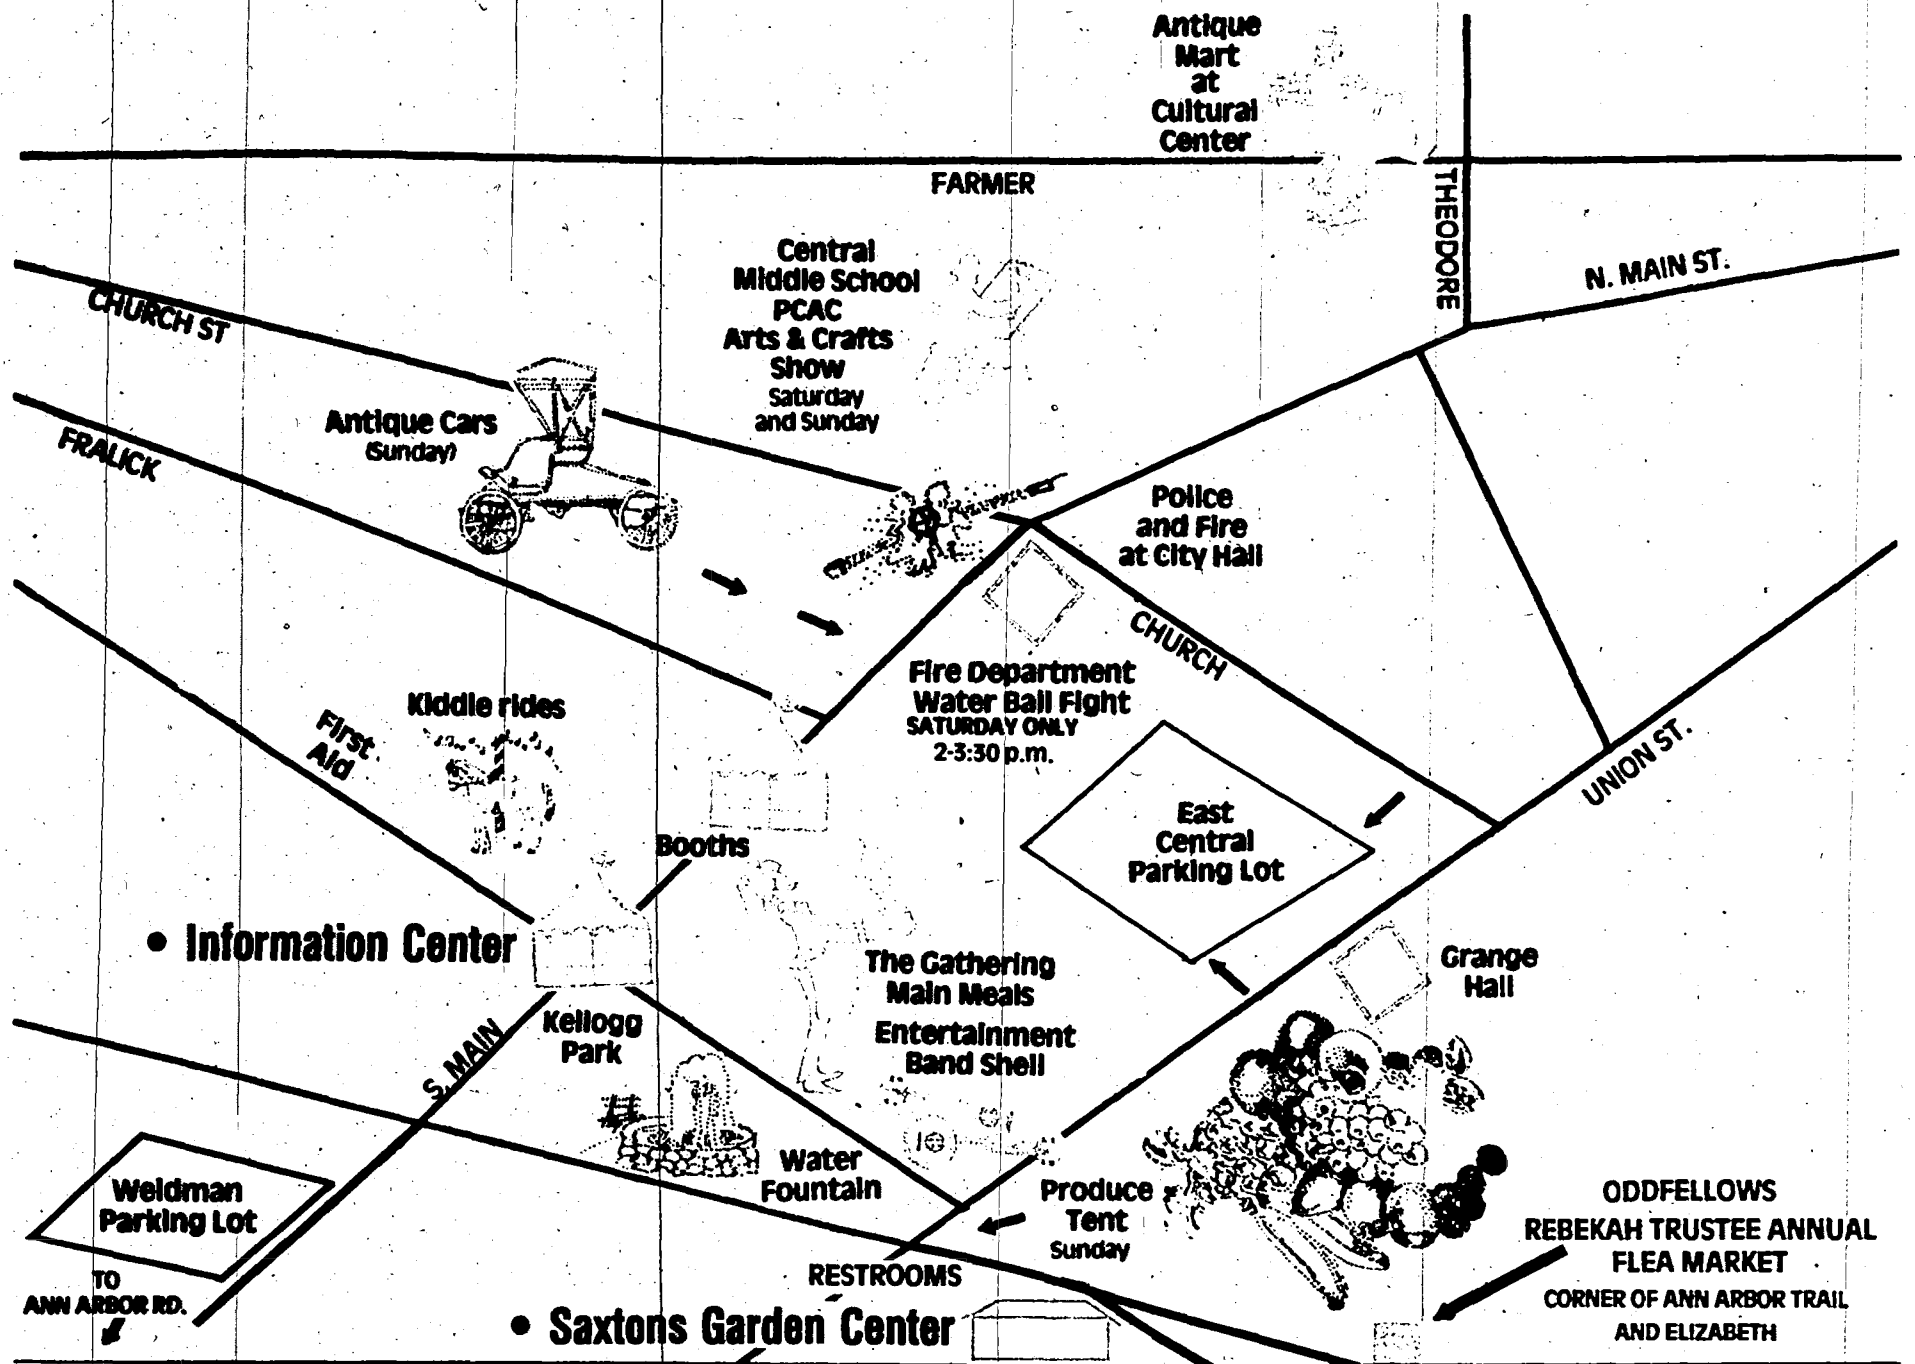 Antique
Mart
at
Cultural
Center
FARMER
THEODORE
N. MAIN ST.
Central
Middle School
PCAC
Arts & Crafts
Show
Saturday
and Sunday
CHURCH ST
FRALICK
Antique Cars
(Sunday)
Police
and Fire
at City Hall
CHURCH
Fire Department
Water Ball Fight
SATURDAY ONLY
2-3:30 p.m.
Kiddie rides
First
Aid
UNION ST.
East
Central
Parking Lot
Booths
• Information Center
The Gathering
Main Meals
Entertainment
Band Shell
Grange
Hall
Kellogg
Park
S. MAIN
Water
Fountain
Weidman
Parking Lot
TO
ANN ARBOR RD.
Produce
Tent
Sunday
RESTROOMS
• Saxtons Garden Center
ODDFELLOWS
REBEKAH TRUSTEE ANNUAL
FLEA MARKET
CORNER OF ANN ARBOR TRAIL
AND ELIZABETH